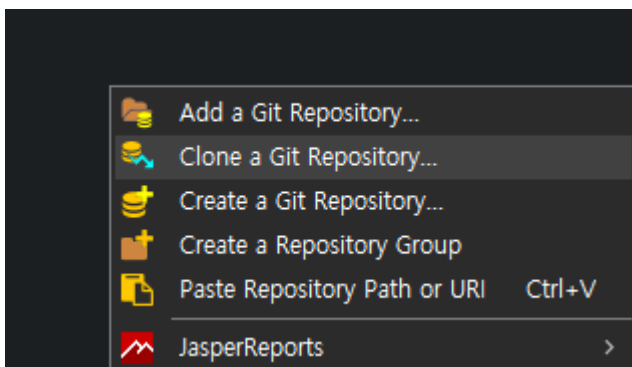 Add a Git Repository...
Clone a Git Repository...
Create a Git Repository...
Create a Repository Group
Paste Repository Path or URI Ctrl+V
JasperReports